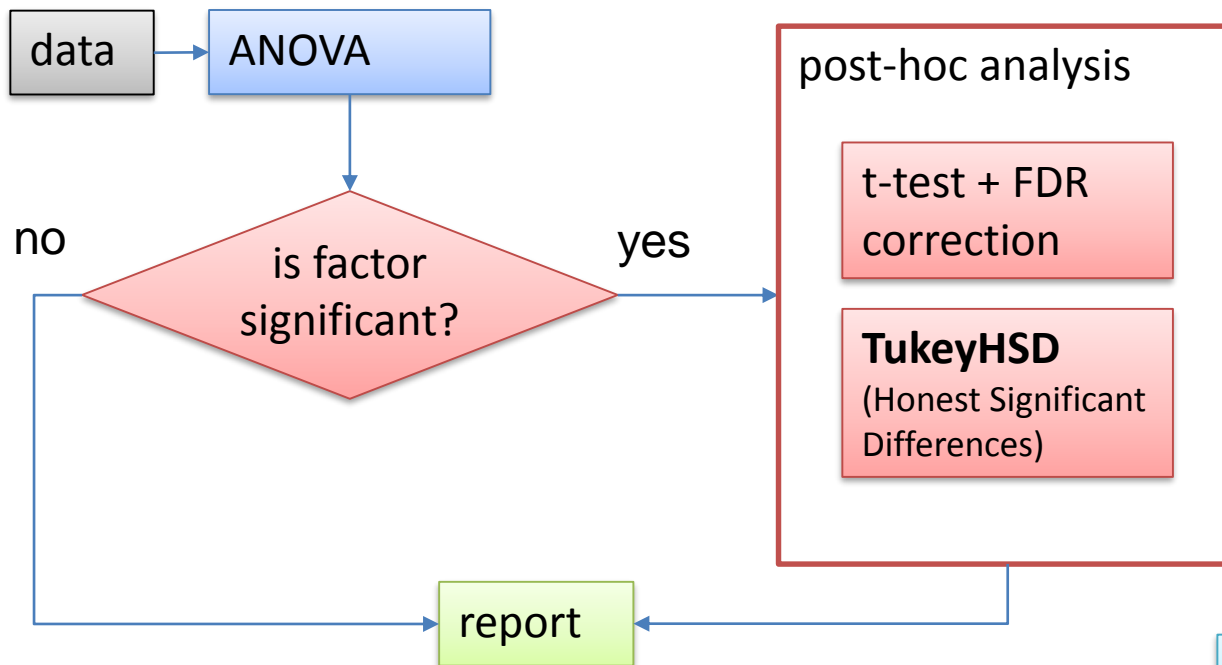 data
ANOVA
post-hoc analysis
t-test + FDR
correction
no
is factor
significant?
yes
TukeyHSD
(Honest Significant
Differences)
report